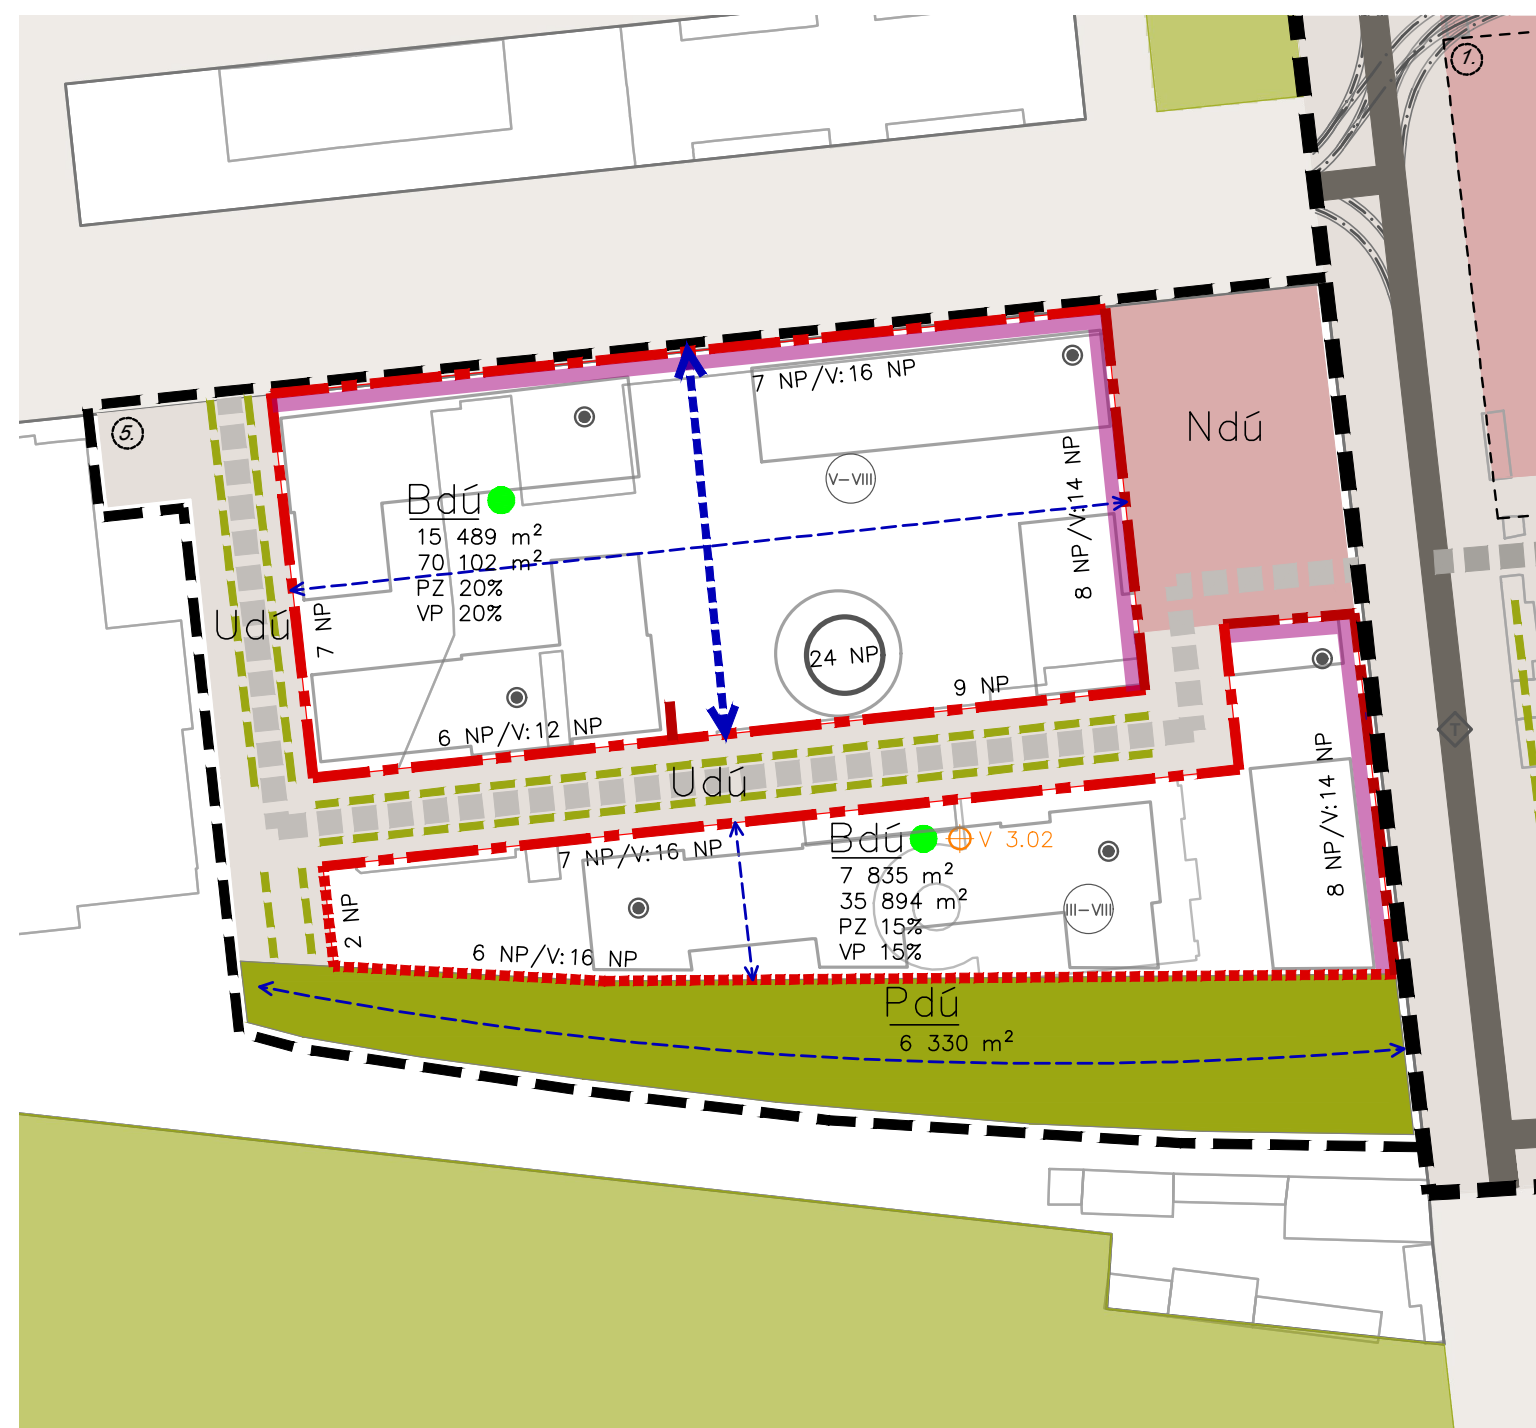 1.
7 NP/V:16 NP
5.
Ndú
V-VIII
8 NP/V:14 NP
Bdú
15 489 m²
70 102 m²
PZ 20%
VP 20%
Udú
7 NP
24 NP
9 NP
6 NP/V:12 NP
T
Udú
8 NP/V:14 NP
7 NP/V:16 NP
Bdú
V 3.02
7 835 m²
35 894 m²
PZ 15%
VP 15%
III-VIII
2 NP
6 NP/V:16 NP
Pdú
6 330 m²